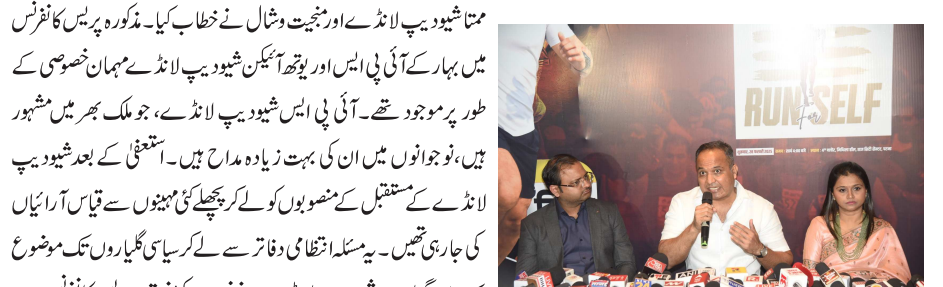 ممتا شیودیپ لانڈے اور منجیت وشال نے خطاب کیا۔ مذکورہ پریس کانفرنس
میں بہار کے آئی پی ایس اور یوتھ آئیکن شیودیپ لانڈے مہمان خصوصی کے
طور پر موجود تھے۔ آئی پی ایس شیودیپ لانڈے، جو ملک بھر میں مشہور
ہیں، نوجوانوں میں ان کی بہت زیادہ مداح ہیں۔ استعفیٰ کے بعد شیودیپ
لانڈے کے مستقبل کے منصوبوں کو لے کر پچھلے کئی مہینوں سے قیاس آرائیاں
کی جا رہی تھیں۔ یہ مسئلہ انتظامی دفاتر سے لے کر سیاسی گلیاروں تک موضوع
RUN For SELF